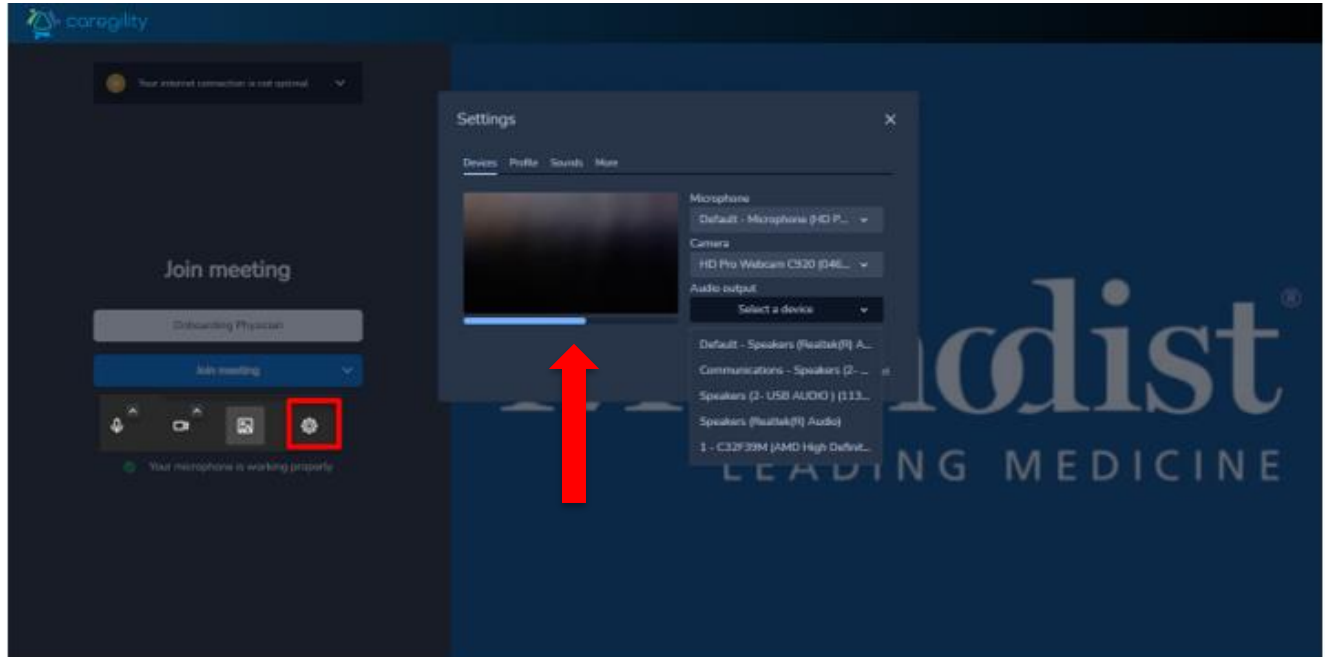 caregility
Your internet connection is not optimal
Join meeting
Onboarding Physician
Join meeting
Your microphone is working properly
Settings
Devices Profile Sounds More
Microphone
Default - Microphone (HD P...
Camera
HD Pro Webcam C920 (046...
Audio output
Select a device
Default - Speakers (Realtek(R) A...
Communications - Speakers (2- ...
Speakers (2- USB AUDIO ) (113...
Speakers (Realtek(R) Audio)
1 - C32F39M (AMD High Definit...
odist®
LEADING MEDICINE